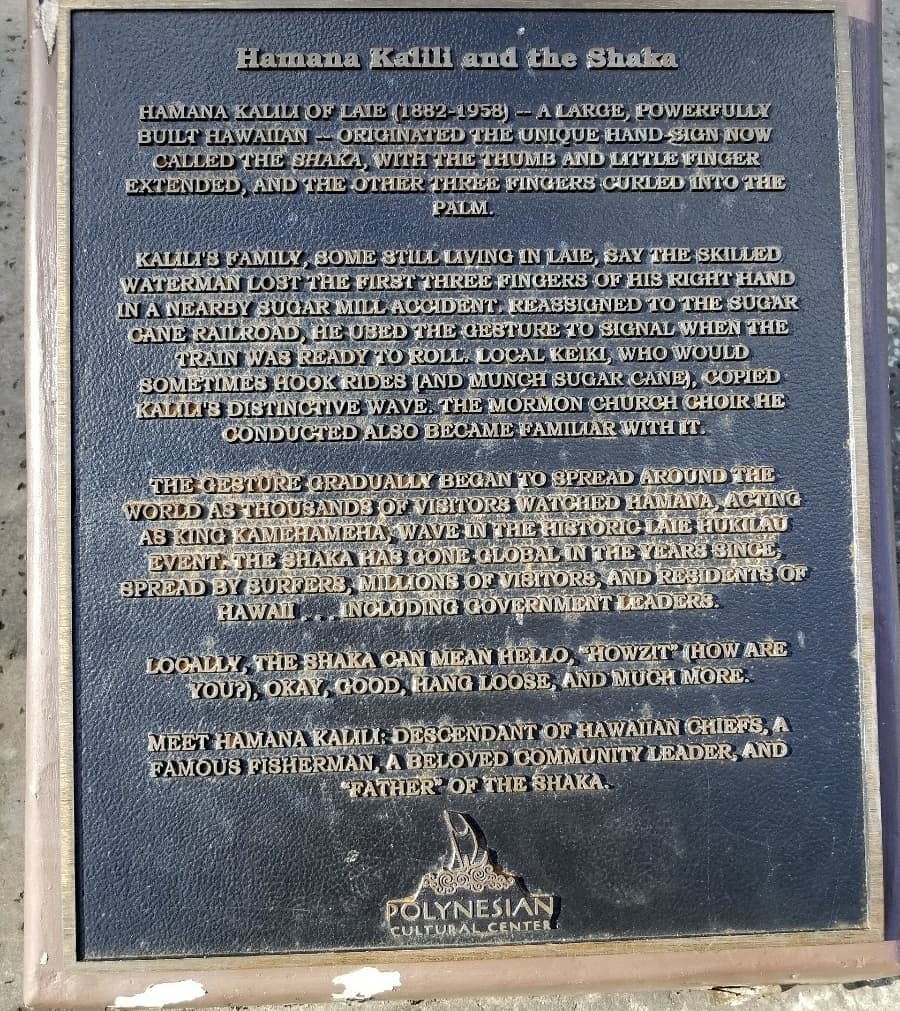 Hamana Kalili and the Shaka
HAMANA KALILI OF LAIE (1882-1958) -- A LARGE, POWERFULLY
BUILT HAWAIIAN -- ORIGINATED THE UNIQUE HAND-SIGN NOW
CALLED THE SHAKA, WITH THE THUMB AND LITTLE FINGER
EXTENDED, AND THE OTHER THREE FINGERS CURLED INTO THE
PALM.
KALILI'S FAMILY, SOME STILL LIVING IN LAIE, SAY THE SKILLED
WATERMAN LOST THE FIRST THREE FINGERS OF HIS RIGHT HAND
IN A NEARBY SUGAR MILL ACCIDENT. REASSIGNED TO THE SUGAR
CANE RAILROAD, HE USED THE GESTURE TO SIGNAL WHEN THE
TRAIN WAS READY TO ROLL. LOCAL KEIKI, WHO WOULD
SOMETIMES HOOK RIDES (AND MUNCH SUGAR CANE), COPIED
KALILI'S DISTINCTIVE WAVE. THE MORMON CHURCH CHOIR HE
CONDUCTED ALSO BECAME FAMILIAR WITH IT.
THE GESTURE GRADUALLY BEGAN TO SPREAD AROUND THE
WORLD AS THOUSANDS OF VISITORS WATCHED HAMANA, ACTING
AS KING KAMEHAMEHA, WAVE IN THE HISTORIC LAIE HUKILAU
EVENT. THE SHAKA HAS GONE GLOBAL IN THE YEARS SINCE,
SPREAD BY SURFERS, MILLIONS OF VISITORS, AND RESIDENTS OF
HAWAII . . . INCLUDING GOVERNMENT LEADERS.
LOCALLY, THE SHAKA CAN MEAN HELLO, "HOWZIT" (HOW ARE
YOU?), OKAY, GOOD, HANG LOOSE, AND MUCH MORE.
MEET HAMANA KALILI: DESCENDANT OF HAWAIIAN CHIEFS, A
FAMOUS FISHERMAN, A BELOVED COMMUNITY LEADER, AND
"FATHER" OF THE SHAKA.
POLYNESIAN
CULTURAL CENTER